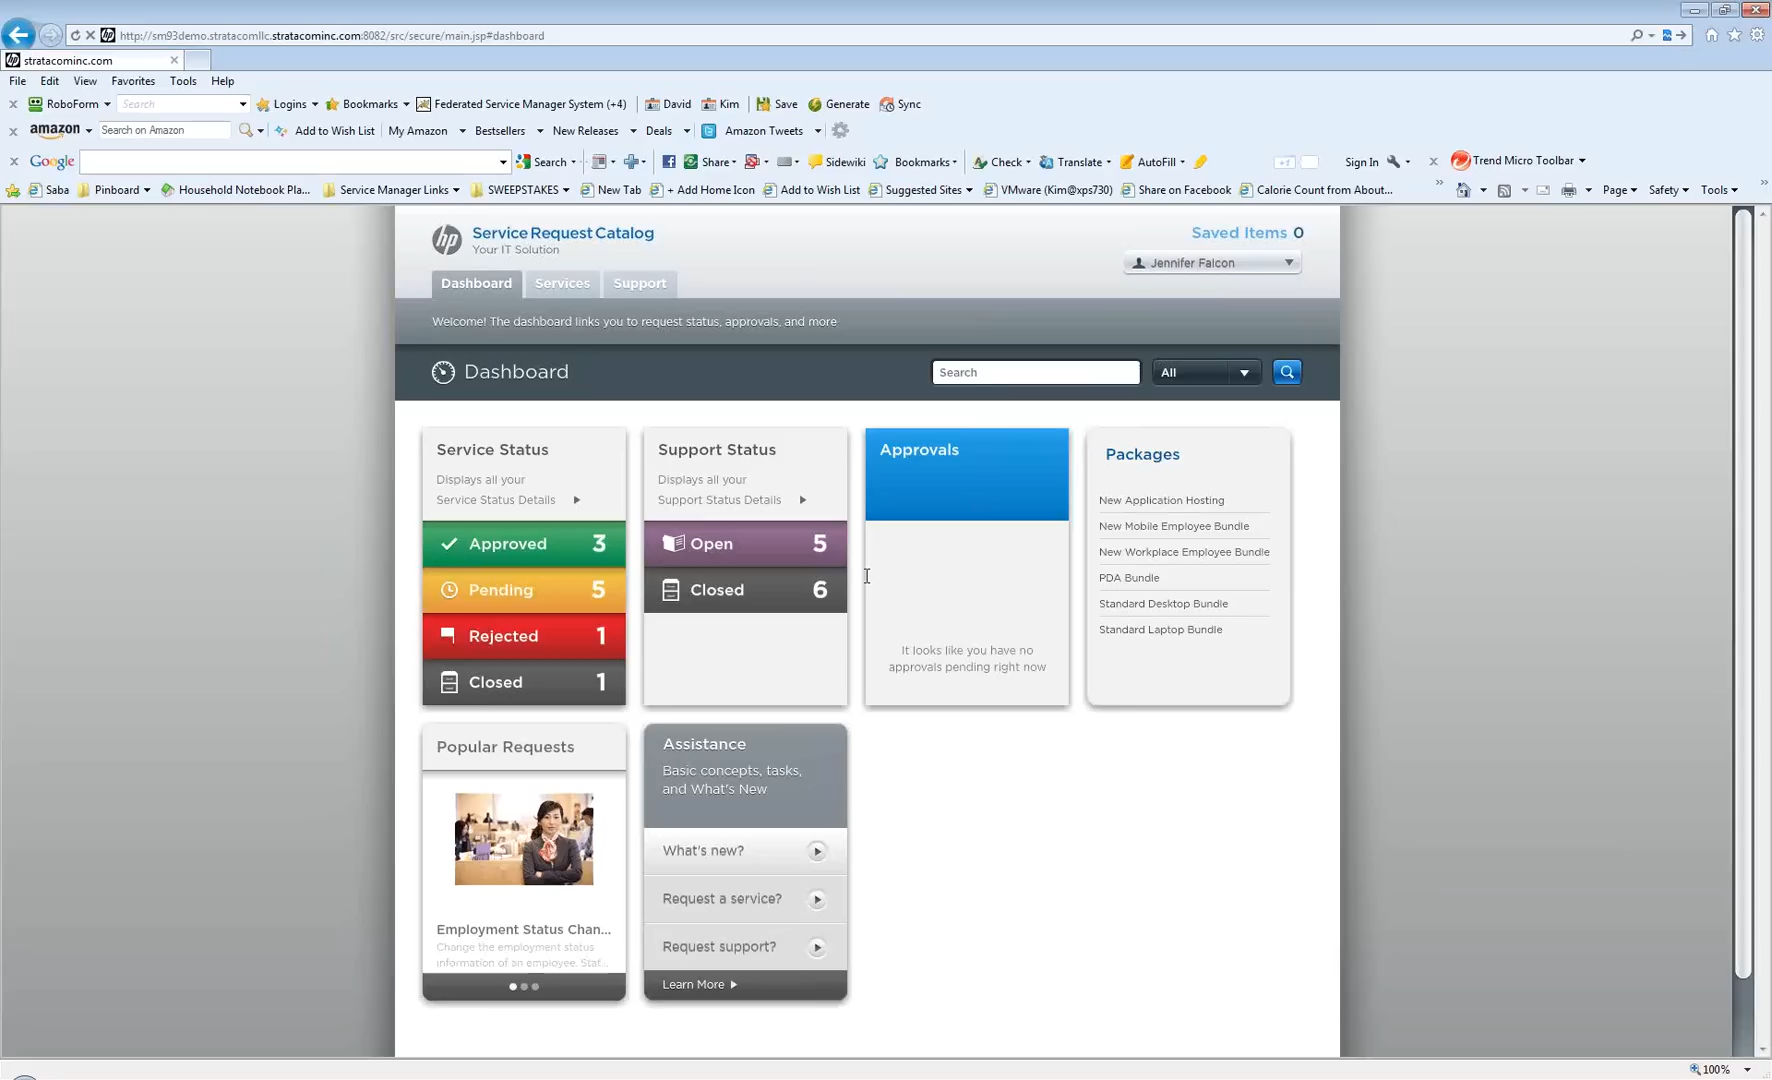 http://sm93demo.stratacomllc.stratacominc.com:8082/src/secure/main.jsp#dashboard
stratacominc.com
File Edit View Favorites Tools Help
RoboForm Search Logins Bookmarks Federated Service Manager System (+4) David Kim Save Generate Sync
amazon Search on Amazon Add to Wish List My Amazon Bestsellers New Releases Deals Amazon Tweets
Google Search Share Sidewiki Bookmarks Check Translate AutoFill +1 Sign In Trend Micro Toolbar
Saba Pinboard Household Notebook Pla... Service Manager Links SWEEPSTAKES New Tab + Add Home Icon Add to Wish List Suggested Sites VMware (Kim@xps730) Share on Facebook Calorie Count from About... Page Safety Tools
hp Service Request Catalog
Your IT Solution
Saved Items 0
Jennifer Falcon
Dashboard Services Support
Welcome! The dashboard links you to request status, approvals, and more
Dashboard
Search All
Service Status
Displays all your
Service Status Details
Approved 3
Pending 5
Rejected 1
Closed 1
Support Status
Displays all your
Support Status Details
Open 5
Closed 6
Approvals
It looks like you have no
approvals pending right now
Packages
New Application Hosting
New Mobile Employee Bundle
New Workplace Employee Bundle
PDA Bundle
Standard Desktop Bundle
Standard Laptop Bundle
Popular Requests
Employment Status Chan...
Change the employment status
information of an employee. Stat...
Assistance
Basic concepts, tasks,
and What's New
What's new?
Request a service?
Request support?
Learn More
100%